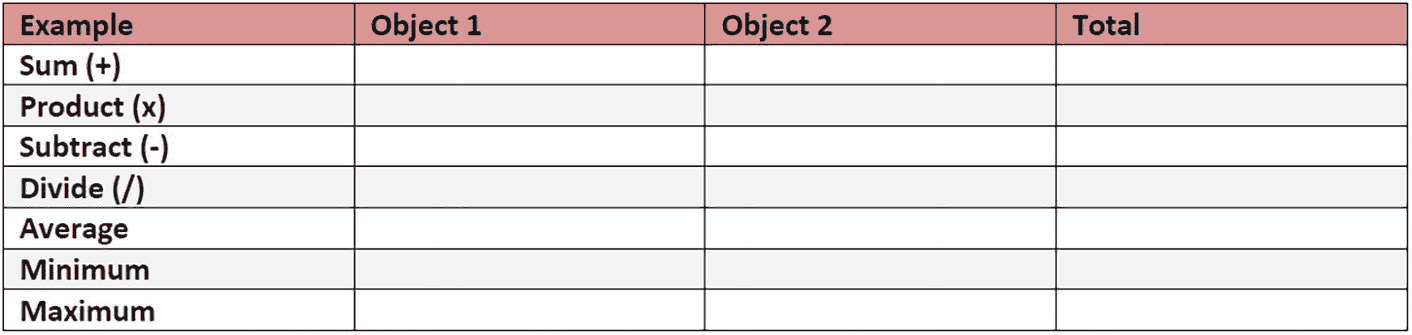 Example Object 1 Object 2 Total
Sum (+)
Product (x)
Subtract (-)
Divide (/)
Average
Minimum
Maximum